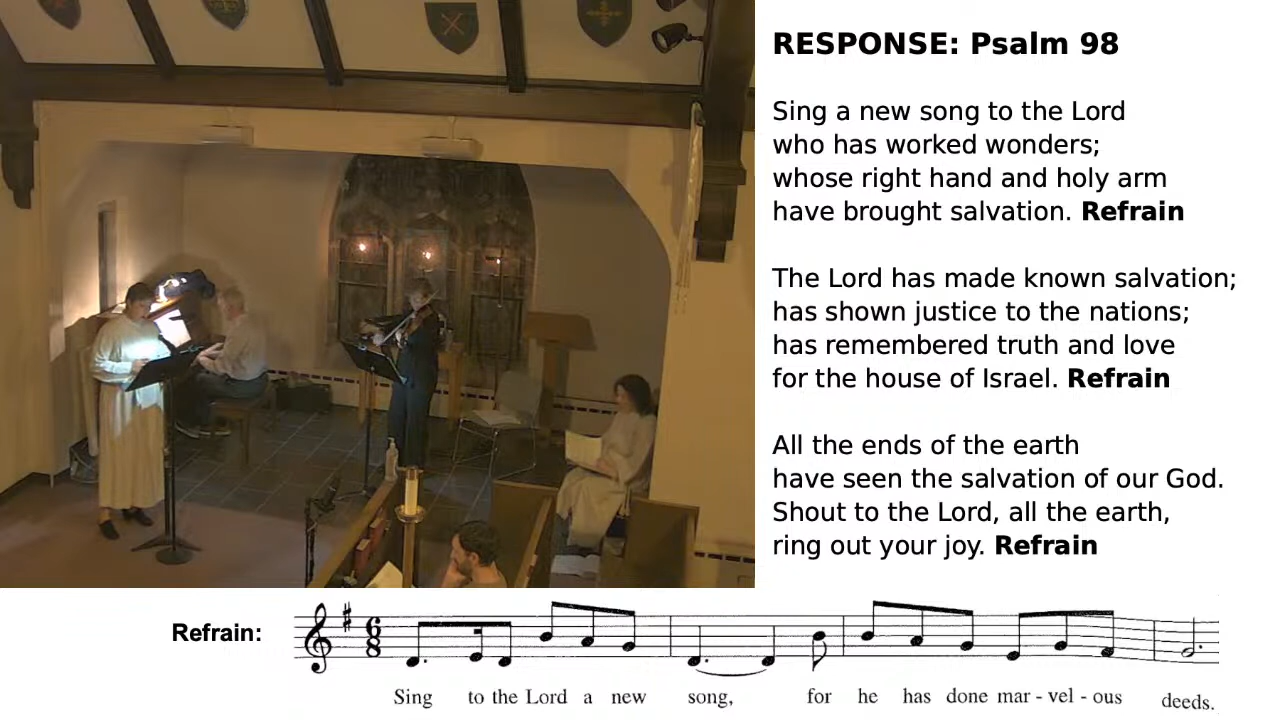 RESPONSE: Psalm 98
Sing a new song to the Lord
who has worked wonders;
whose right hand and holy arm
have brought salvation. Refrain
The Lord has made known salvation;
has shown justice to the nations;
has remembered truth and love
for the house of Israel. Refrain
All the ends of the earth
have seen the salvation of our God.
Shout to the Lord, all the earth,
ring out your joy. Refrain
Refrain:
6
8
Sing to the Lord a new song, for he has done mar - vel - ous deeds.